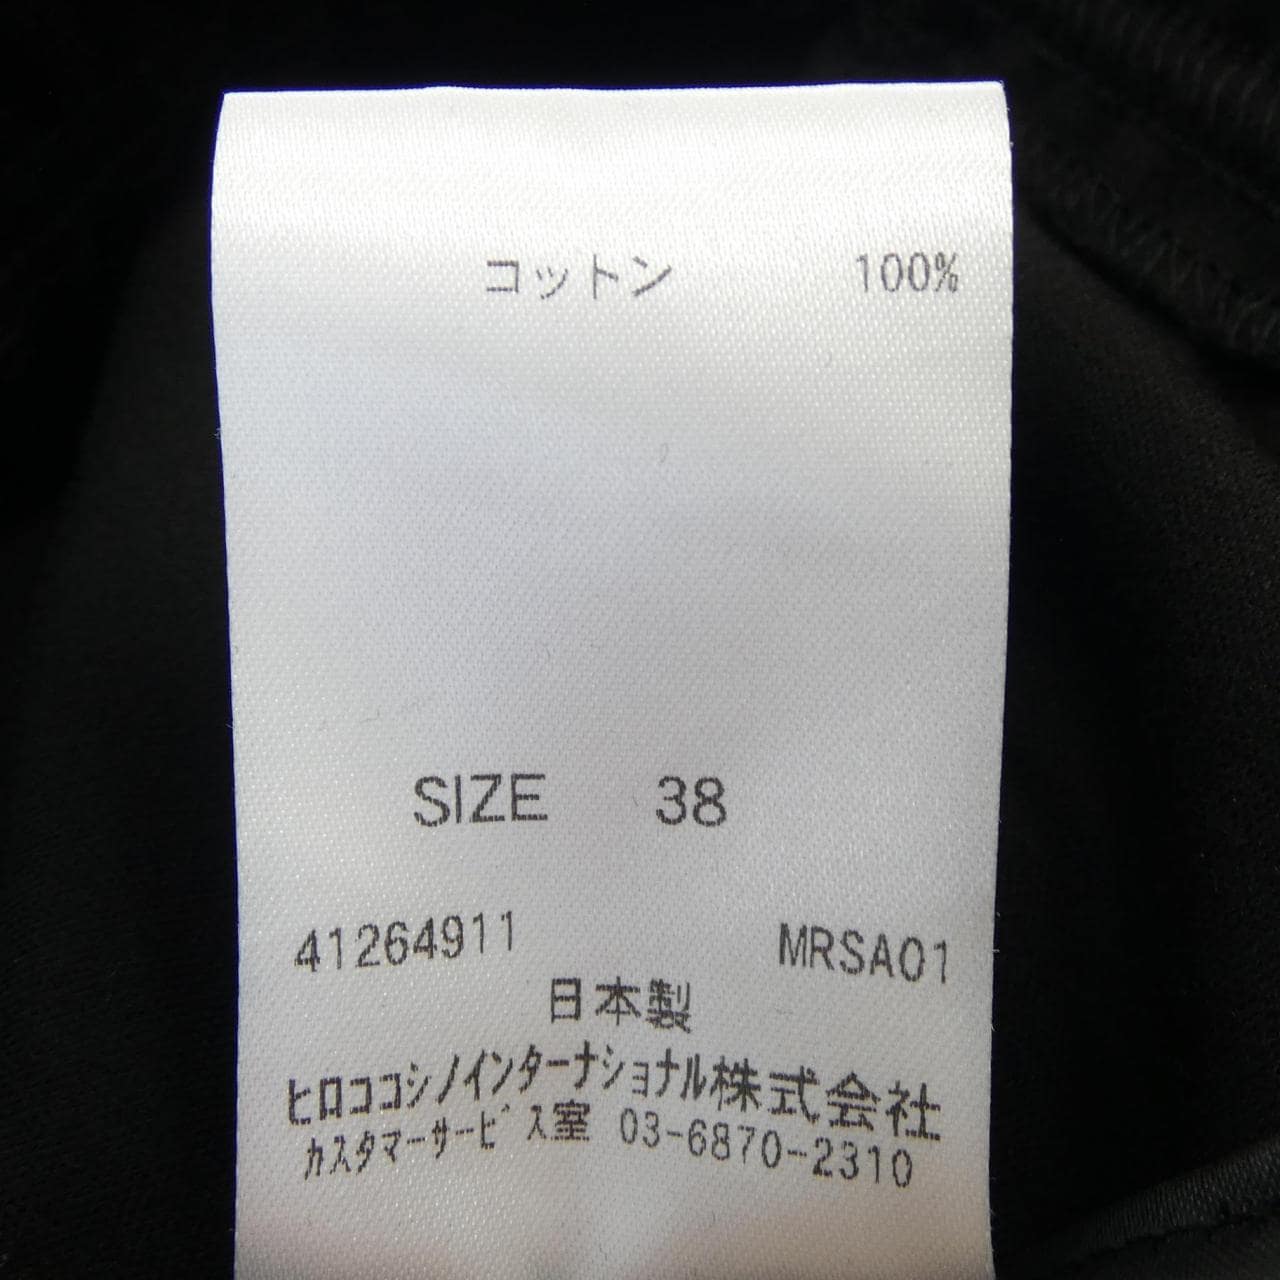 コットン 100%
SIZE 38
41264911 MRSA01
日本製
ﾋﾛｺｺｼﾉｲﾝﾀｰﾅｼｮﾅﾙ株式会社
ｶｽﾀﾏｰｻｰﾋﾞｽ室 03-6870-2310